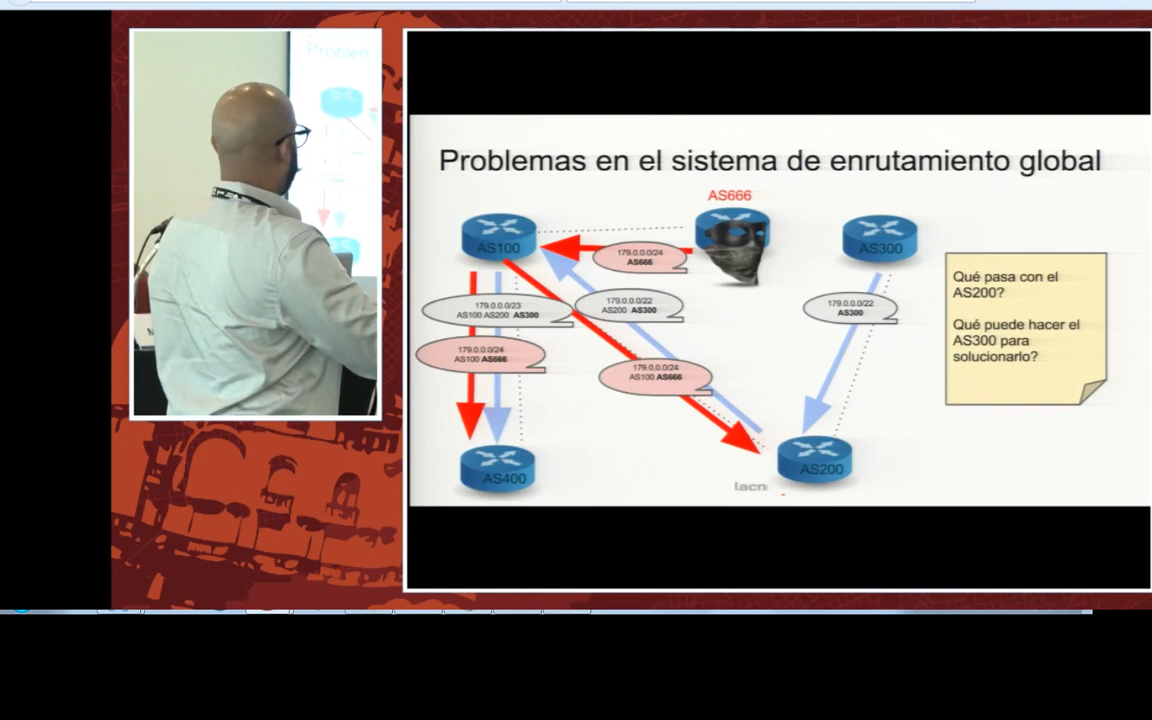 Problemas en el sistema de enrutamiento global
AS666
AS100
AS300
179.0.0.0/24
AS666
179.0.0.0/23
AS100 AS200 AS300
179.0.0.0/22
AS200 AS300
179.0.0.0/22
AS300
179.0.0.0/24
AS100 AS666
179.0.0.0/24
AS100 AS666
AS400
AS200
lacn
Qué pasa con el
AS200?
Qué puede hacer el
AS300 para
solucionarlo?
Problem